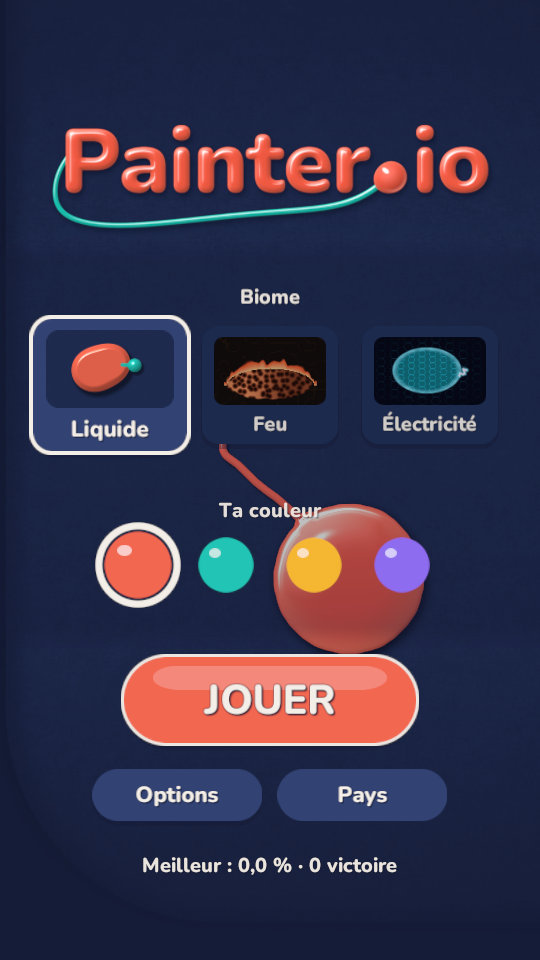 Painter.io
Biome
Liquide
Feu
Électricité
Ta couleur
JOUER
Options
Pays
Meilleur : 0,0 % · 0 victoire